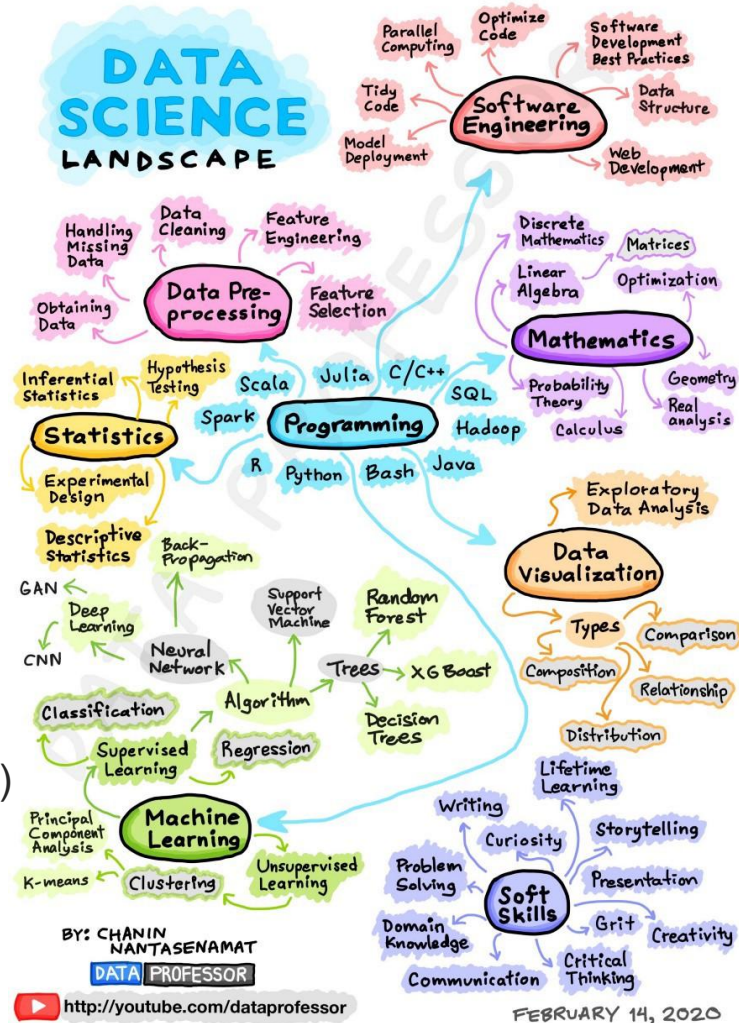 DATA
SCIENCE
LANDSCAPE
Parallel
Computing
Optimize
Code
Software
Development
Best Practices
Tidy
Code
Software
Engineering
Data
Structure
Model
Deployment
Web
Development
Handling
Missing
Data
Data
Cleaning
Feature
Engineering
Obtaining
Data
Data Pre-
processing
Feature
Selection
Discrete
Mathematics
Matrices
Linear
Algebra
Optimization
Mathematics
Probability
Theory
Calculus
Geometry
Real
analysis
Inferential
Statistics
Hypothesis
Testing
Statistics
Experimental
Design
Descriptive
Statistics
Scala
Julia
C/C++
SQL
Spark
Programming
Hadoop
R
Python
Bash
Java
Exploratory
Data Analysis
Data
Visualization
Types
Comparison
Composition
Relationship
Distribution
Back-
Propagation
GAN
Deep
Learning
CNN
Neural
Network
Support
Vector
Machine
Random
Forest
Trees
XG Boost
Algorithm
Decision
Trees
Classification
Supervised
Learning
Regression
)
Machine
Learning
Principal
Component
Analysis
K-means
Clustering
Unsupervised
Learning
Lifetime
Learning
Writing
Curiosity
Storytelling
Problem
Solving
Soft
Skills
Presentation
Domain
Knowledge
Grit
Creativity
Communication
Critical
Thinking
BY: CHANIN
NANTASENAMAT
DATA PROFESSOR
http://youtube.com/dataprofessor
FEBRUARY 14, 2020
DATA PROFESSOR